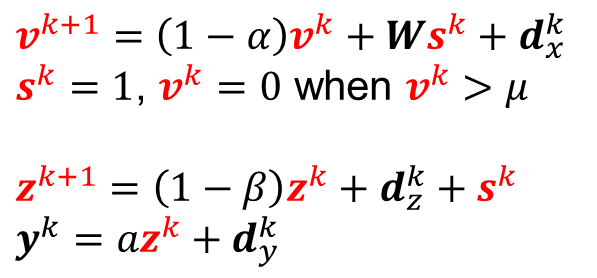 v^{k+1} = (1 − α)v^k + Ws^k + d_x^k
s^k = 1, v^k = 0 when v^k > μ
z^{k+1} = (1 − β)z^k + d_z^k + s^k
y^k = az^k + d_y^k